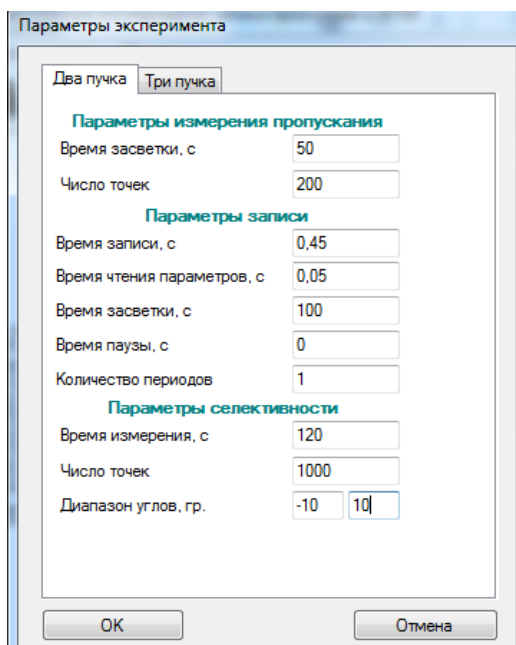 Параметры эксперимента
Два пучка Три пучка
Параметры измерения пропускания
Время засветки, с 50
Число точек 200
Параметры записи
Время записи, с 0,45
Время чтения параметров, с 0,05
Время засветки, с 100
Время паузы, с 0
Количество периодов 1
Параметры селективности
Время измерения, с 120
Число точек 1000
Диапазон углов, гр. -10 10
OK Отмена